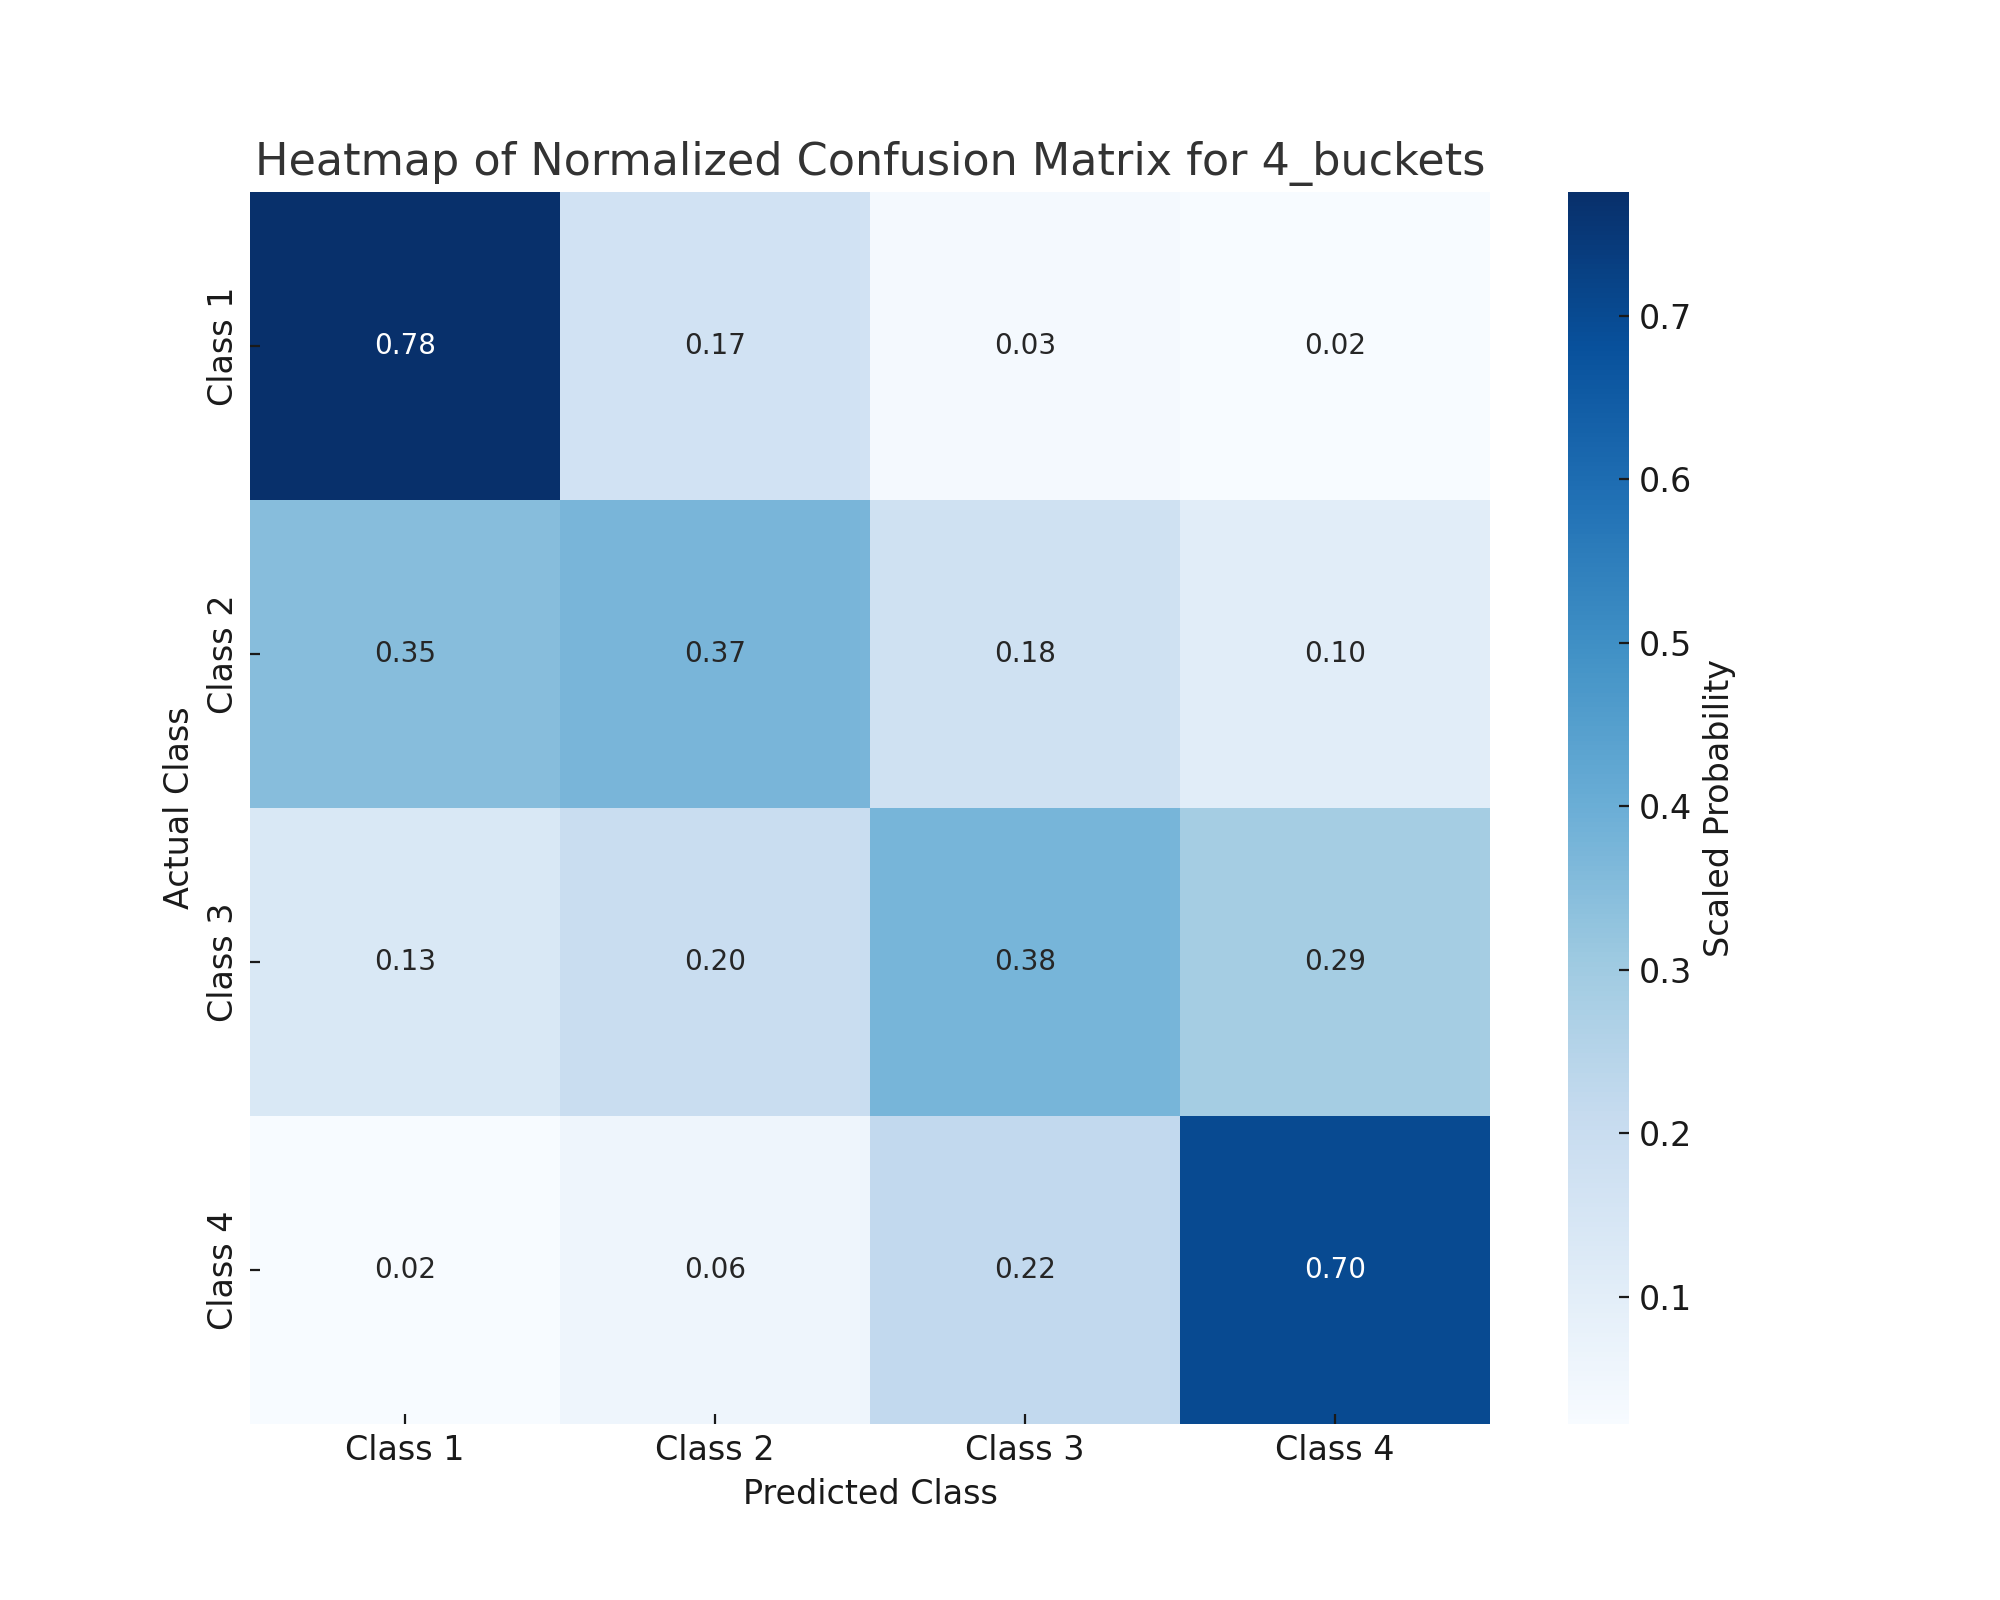 Heatmap of Normalized Confusion Matrix for 4_buckets
Actual Class
Class 1
0.78 0.17 0.03 0.02
Class 2
0.35 0.37 0.18 0.10
Class 3
0.13 0.20 0.38 0.29
Class 4
0.02 0.06 0.22 0.70
Class 1 Class 2 Class 3 Class 4
Predicted Class
0.7
0.6
0.5
0.4
0.3
0.2
0.1
Scaled Probability